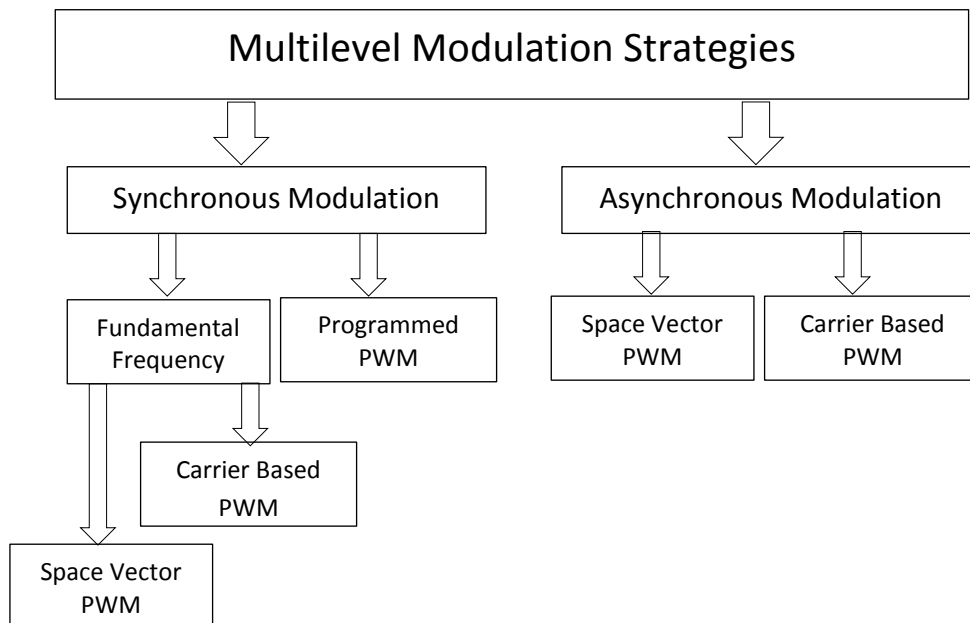 Multilevel Modulation Strategies
Synchronous Modulation
Asynchronous Modulation
Fundamental
Frequency
Programmed
PWM
Space Vector
PWM
Carrier Based
PWM
Carrier Based
PWM
Space Vector
PWM